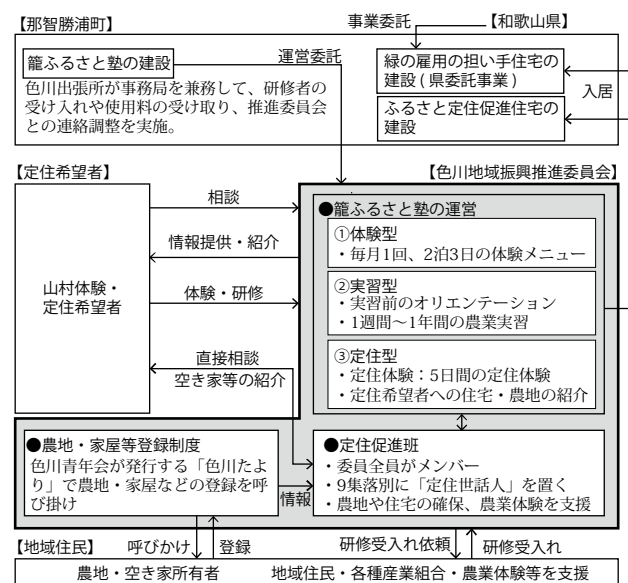 【那智勝浦町】
事業委託
【和歌山県】
籠ふるさと塾の建設
運営委託
色川出張所が事務局を兼務して、研修者の
受け入れや使用料の受け取り、推進委員会
との連絡調整を実施。
緑の雇用の担い手住宅の
建設(県委託事業)
入居
ふるさと定住促進住宅の
建設
【定住希望者】
【色川地域振興推進委員会】
山村体験・
定住希望者
相談
情報提供・紹介
体験・研修
直接相談
空き家等の紹介
●籠ふるさと塾の運営
①体験型
・毎月1回、2泊3日の体験メニュー
②実習型
・実習前のオリエンテーション
・1週間〜1年間の農業実習
③定住型
・定住体験：5日間の定住体験
・定住希望者への住宅・農地の紹介
●農地・家屋等登録制度
色川青年会が発行する「色川たよ
り」で農地・家屋などの登録を呼
び掛け
情報
●定住促進班
・委員全員がメンバー
・9集落別に「定住世話人」を置く
・農地や住宅の確保、農業体験を支援
【地域住民】
呼びかけ
登録
研修受入れ依頼
研修受入れ
農地・空き家所有者
地域住民・各種産業組合・農業体験等を支援